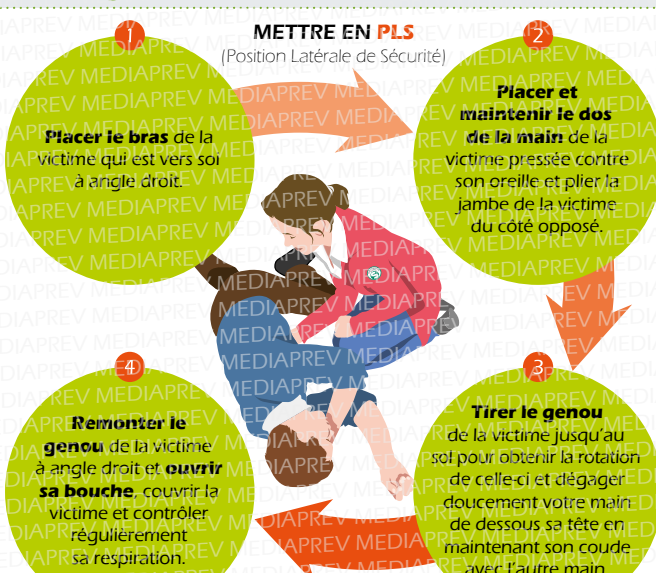 METTRE EN PLS
(Position Latérale de Sécurité)
1
Placer le bras de la
victime qui est vers soi
à angle droit.
2
Placer et
maintenir le dos
de la main de la
victime pressée contre
son oreille et plier la
jambe de la victime
du côté opposé.
3
Tirer le genou
de la victime jusqu'au
sol pour obtenir la rotation
de celle-ci et dégager
doucement votre main
de dessous sa tête en
maintenant son coude
avec l'autre main
4
Remonter le
genou de la victime
à angle droit et ouvrir
sa bouche, couvrir la
victime et contrôler
régulièrement
sa respiration.
MEDIAPREV